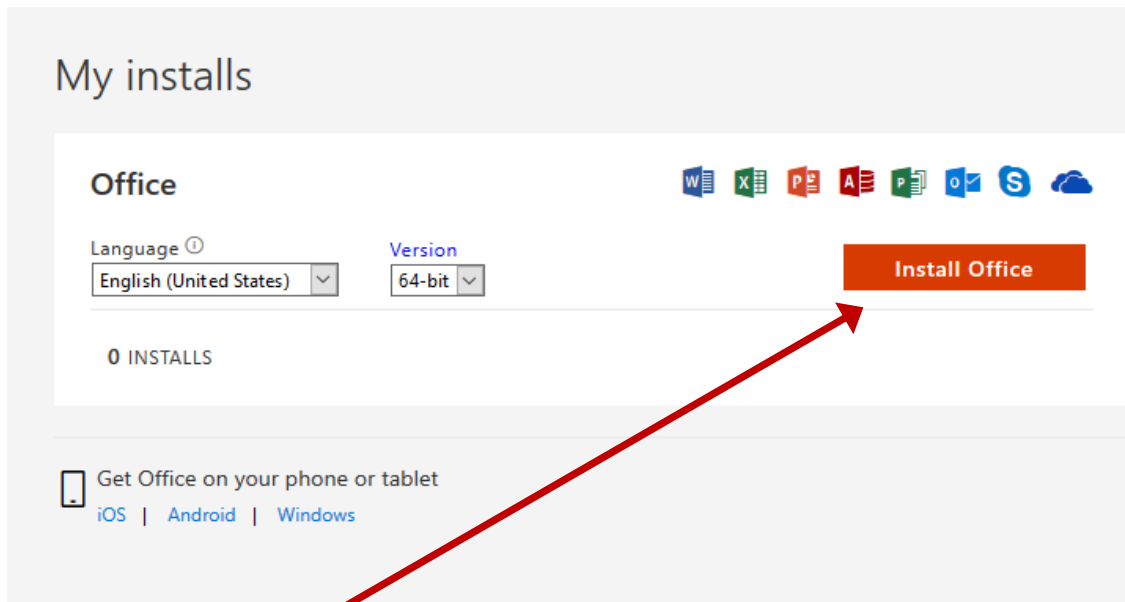 My installs
Office
W X P A P O S
Language Version
English (United States) 64-bit
Install Office
0 INSTALLS
Get Office on your phone or tablet
iOS | Android | Windows